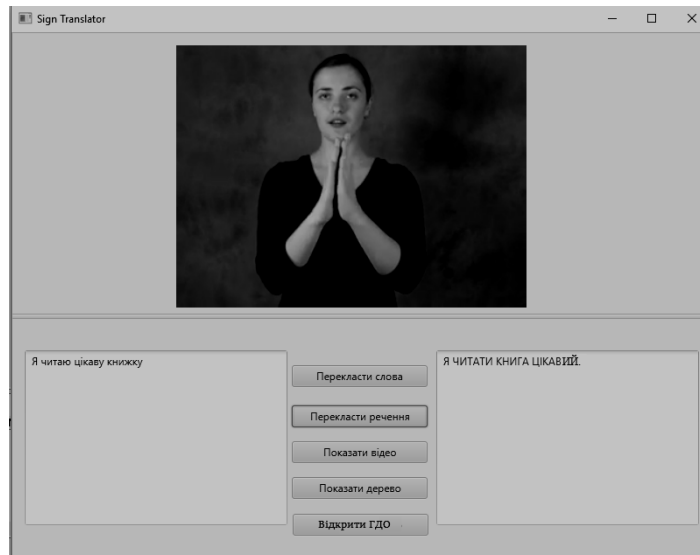 Sign Translator
Я читаю цікаву книжку
Перекласти слова
Перекласти речення
Показати відео
Показати дерево
Відкрити ГДО
Я ЧИТАТИ КНИГА ЦІКАВИЙ.